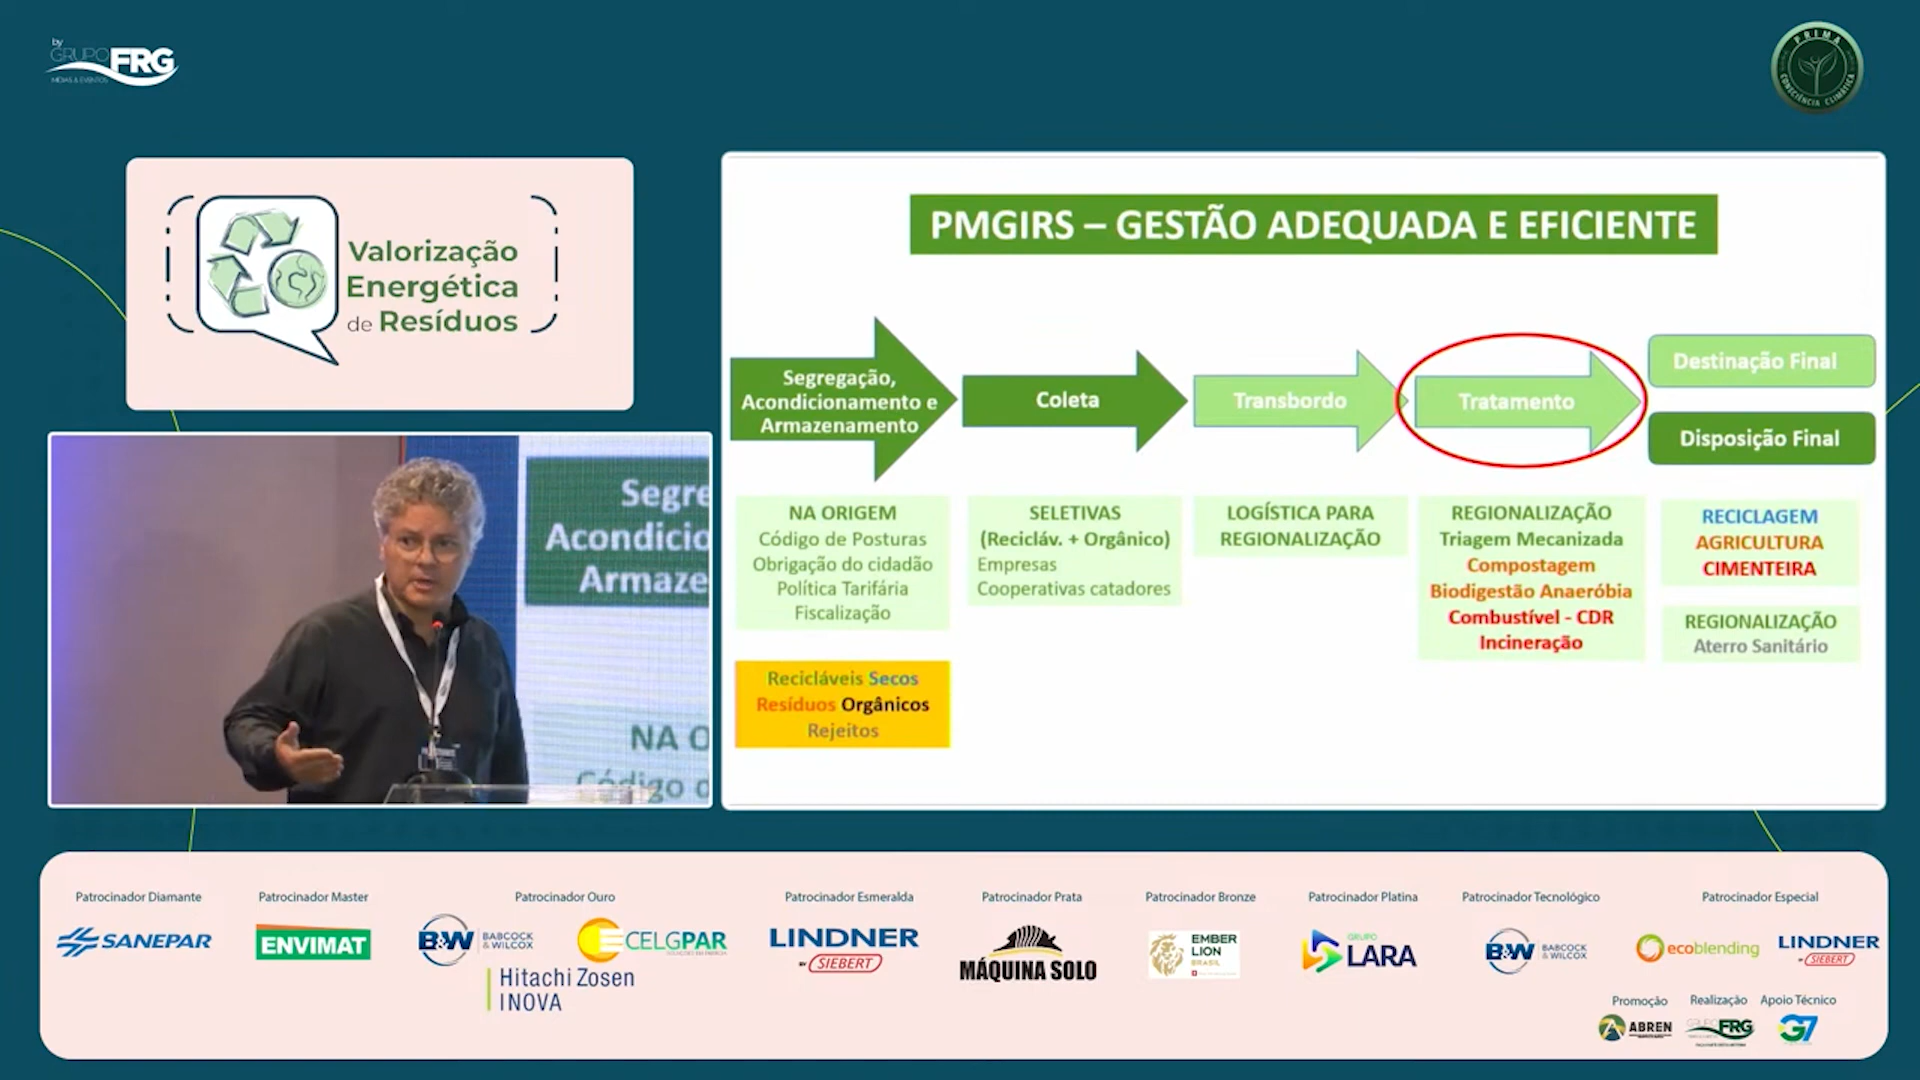 by
GRUPO FRG
MÍDIAS & EVENTOS
PRIMA
CONSCIÊNCIA CLIMÁTICA
Valorização
Energética
de Resíduos
PMGIRS – GESTÃO ADEQUADA E EFICIENTE
Segregação,
Acondicionamento e
Armazenamento
Coleta
Transbordo
Tratamento
Destinação Final
Disposição Final
NA ORIGEM
Código de Posturas
Obrigação do cidadão
Política Tarifária
Fiscalização
SELETIVAS
(Recicláv. + Orgânico)
Empresas
Cooperativas catadores
LOGÍSTICA PARA
REGIONALIZAÇÃO
REGIONALIZAÇÃO
Triagem Mecanizada
Compostagem
Biodigestão Anaeróbia
Combustível - CDR
Incineração
RECICLAGEM
AGRICULTURA
CIMENTEIRA
REGIONALIZAÇÃO
Aterro Sanitário
Recicláveis Secos
Resíduos Orgânicos
Rejeitos
Segre
Acondicio
Armaze
NA O
Código o
Patrocinador Diamante
SANEPAR
Patrocinador Master
ENVIMAT
Patrocinador Ouro
B&W BABCOCK
& WILCOX
CELGPAR
Hitachi Zosen
INOVA
Patrocinador Esmeralda
LINDNER
BY SIEBERT
Patrocinador Prata
MÁQUINA SOLO
Patrocinador Bronze
EMBER
LION
BRASIL
Patrocinador Platina
GRUPO
LARA
Patrocinador Tecnológico
B&W BABCOCK
& WILCOX
Patrocinador Especial
ecoblending
LINDNER
BY SIEBERT
Promoção
ABREN
Realização
GRUPO FRG
Apoio Técnico
G7